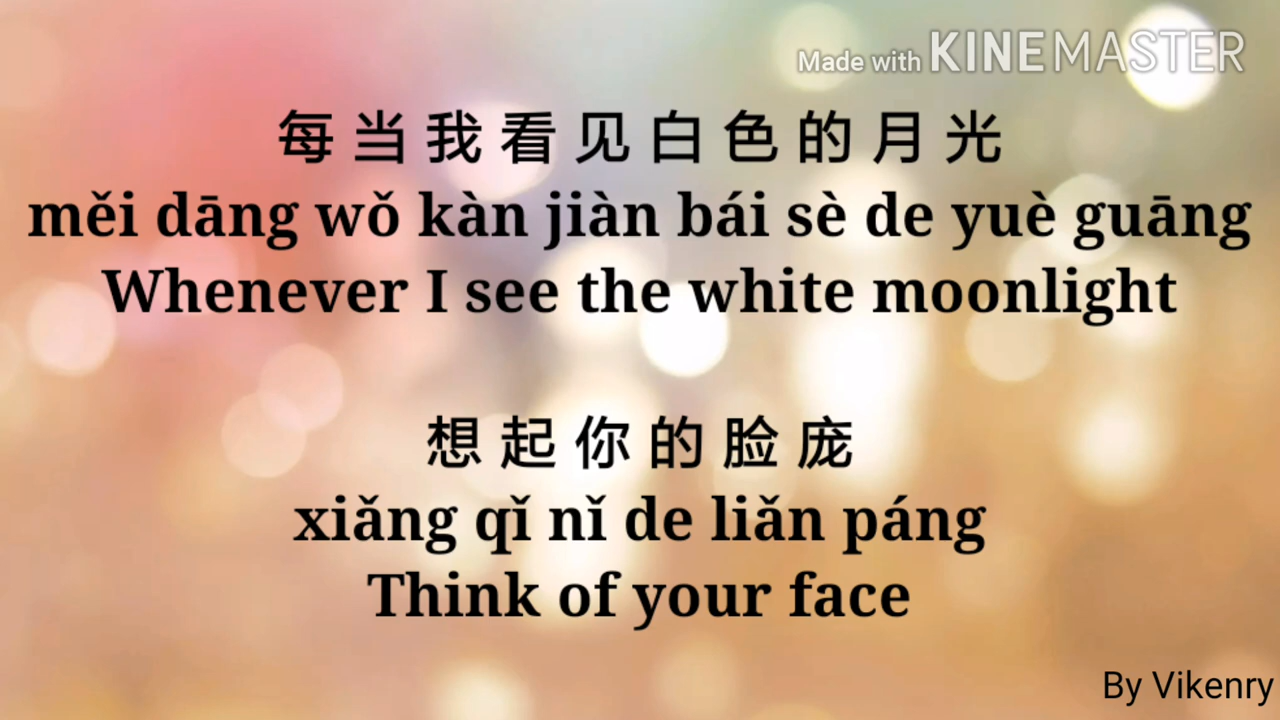 Made with KINEMASTER
每当我看见白色的月光
měi dāng wǒ kàn jiàn bái sè de yuè guāng
Whenever I see the white moonlight
想起你的脸庞
xiǎng qǐ nǐ de liǎn páng
Think of your face
By Vikenry